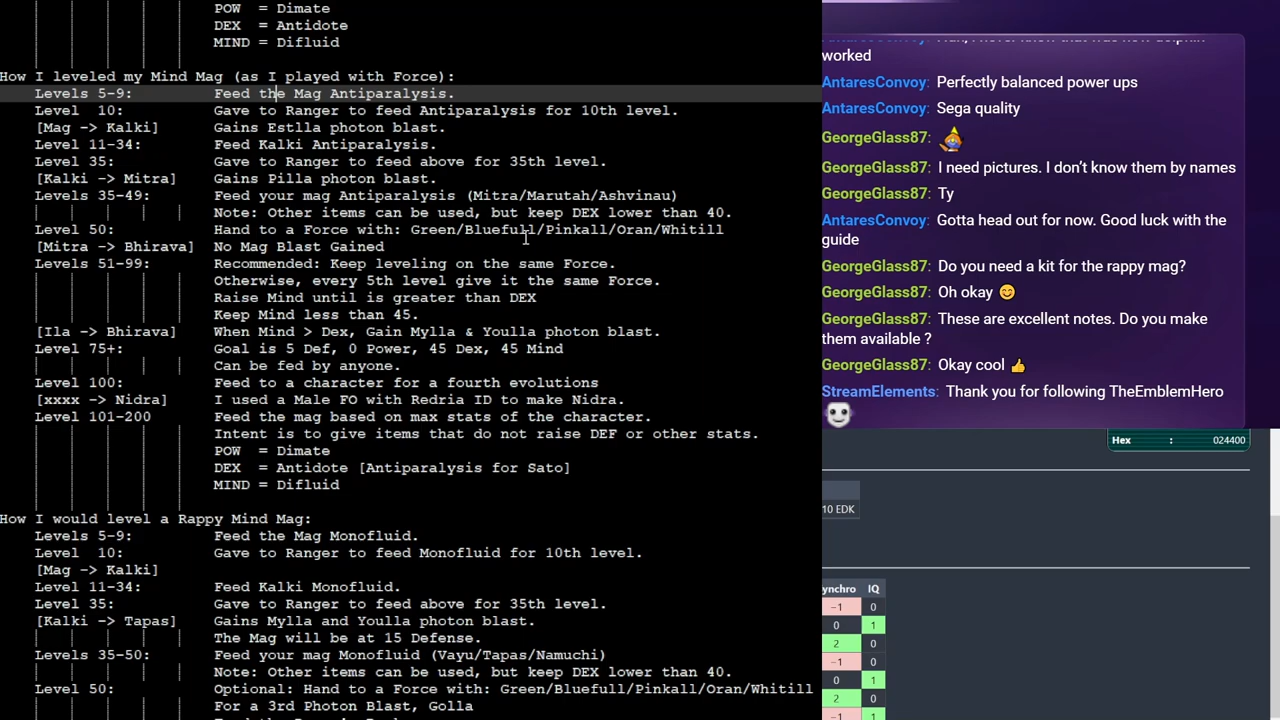 POW  = Dimate
DEX  = Antidote
MIND = Difluid
How I leveled my Mind Mag (as I played with Force):
Levels 5-9: Feed the Mag Antiparalysis.
Level  10: Gave to Ranger to feed Antiparalysis for 10th level.
[Mag -> Kalki] Gains Estlla photon blast.
Level 11-34: Feed Kalki Antiparalysis.
Level 35: Gave to Ranger to feed above for 35th level.
[Kalki -> Mitra] Gains Pilla photon blast.
Levels 35-49: Feed your mag Antiparalysis (Mitra/Marutah/Ashvinau)
Note: Other items can be used, but keep DEX lower than 40.
Level 50: Hand to a Force with: Green/Bluefull/Pinkall/Oran/Whitill
[Mitra -> Bhirava] No Mag Blast Gained
Levels 51-99: Recommended: Keep leveling on the same Force.
Otherwise, every 5th level give it the same Force.
Raise Mind until is greater than DEX
Keep Mind less than 45.
[Ila -> Bhirava] When Mind > Dex, Gain Mylla & Youlla photon blast.
Level 75+: Goal is 5 Def, 0 Power, 45 Dex, 45 Mind
Can be fed by anyone.
Level 100: Feed to a character for a fourth evolutions
[xxxx -> Nidra] I used a Male FO with Redria ID to make Nidra.
Level 101-200 Feed the mag based on max stats of the character.
Intent is to give items that do not raise DEF or other stats.
POW  = Dimate
DEX  = Antidote [Antiparalysis for Sato]
MIND = Difluid
How I would level a Rappy Mind Mag:
Levels 5-9: Feed the Mag Monofluid.
Level  10: Gave to Ranger to feed Monofluid for 10th level.
[Mag -> Kalki]
Level 11-34: Feed Kalki Monofluid.
Level 35: Gave to Ranger to feed above for 35th level.
[Kalki -> Tapas] Gains Mylla and Youlla photon blast.
The Mag will be at 15 Defense.
Levels 35-50: Feed your mag Monofluid (Vayu/Tapas/Namuchi)
Note: Other items can be used, but keep DEX lower than 40.
Level 50: Optional: Hand to a Force with: Green/Bluefull/Pinkall/Oran/Whitill
For a 3rd Photon Blast, Golla
worked
AntaresConvoy: Perfectly balanced power ups
AntaresConvoy: Sega quality
GeorgeGlass87:
GeorgeGlass87: I need pictures. I don't know them by names
GeorgeGlass87: Ty
AntaresConvoy: Gotta head out for now. Good luck with the
guide
GeorgeGlass87: Do you need a kit for the rappy mag?
GeorgeGlass87: Oh okay 😊
GeorgeGlass87: These are excellent notes. Do you make
them available ?
GeorgeGlass87: Okay cool 👍
StreamElements: Thank you for following TheEmblemHero
Hex : 024400
10 EDK
ynchro IQ
-1 0
0 1
2 0
-1 0
0 1
2 0
-1 1